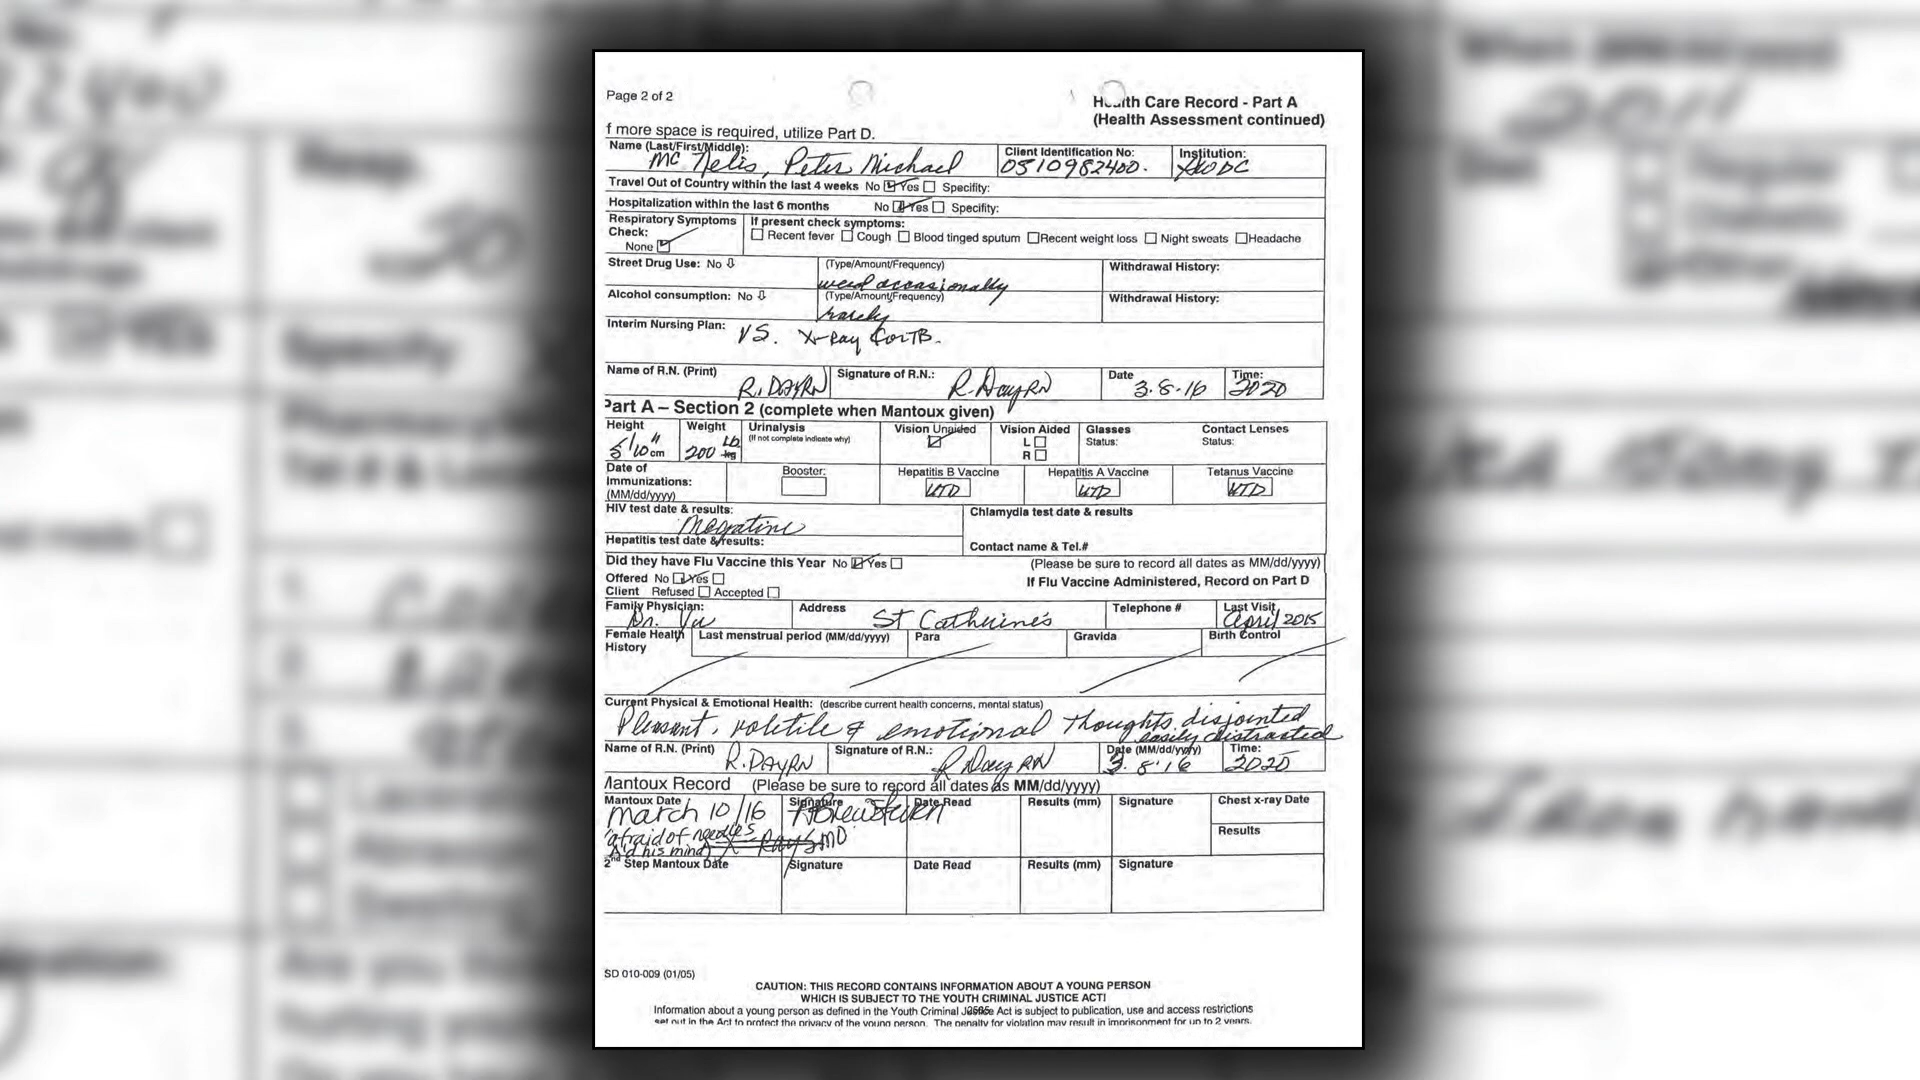 Page 2 of 2
Health Care Record - Part A
(Health Assessment continued)
f more space is required, utilize Part D.
Name (Last/First/Middle): Client Identification No: Institution:
Mc Nelis, Peter Michael 0510982400.
Travel Out of Country within the last 4 weeks No Yes Specifity:
Hospitalization within the last 6 months No Yes Specifity:
Respiratory Symptoms If present check symptoms:
Check: Recent fever Cough Blood tinged sputum Recent weight loss Night sweats Headache
None
Street Drug Use: No ⇩ (Type/Amount/Frequency) Withdrawal History:
weed occasionally
Alcohol consumption: No ⇩ (Type/Amount/Frequency) Withdrawal History:
rarely
Interim Nursing Plan: VS. X-Ray for TB.
Name of R.N. (Print) Signature of R.N.: Date Time:
R. DAY RN R. Day RN 3.8.16 2020
Part A – Section 2 (complete when Mantoux given)
Height Weight Urinalysis Vision Unaided Vision Aided Glasses Contact Lenses
(If not complete indicate why) L Status: Status:
5'10" cm 200 Lb kg R
Date of Booster: Hepatitis B Vaccine Hepatitis A Vaccine Tetanus Vaccine
Immunizations: UTD UTD UTD
(MM/dd/yyyy)
HIV test date & results: Chlamydia test date & results
Negative
Hepatitis test date & results: Contact name & Tel.#
Did they have Flu Vaccine this Year No Yes (Please be sure to record all dates as MM/dd/yyyy)
Offered No Yes If Flu Vaccine Administered, Record on Part D
Client Refused Accepted
Family Physician: Address Telephone # Last Visit
Dr. Vu St Catherine's April 2015
Female Health Last menstrual period (MM/dd/yyyy) Para Gravida Birth Control
History
Current Physical & Emotional Health: (describe current health concerns, mental status)
Pleasant, voletile & emotional Thoughts disjointed
easily distracted
Name of R.N. (Print) Signature of R.N.: Date (MM/dd/yyyy) Time:
R. DAY RN R Day RN 3.8.16 2020
Mantoux Record (Please be sure to record all dates as MM/dd/yyyy)
Mantoux Date Signature Date Read Results (mm) Signature Chest x-ray Date
march 10/16
afraid of needles Results
∆'d his mind
2nd Step Mantoux Date Signature Date Read Results (mm) Signature
SD 010-009 (01/05)
CAUTION: THIS RECORD CONTAINS INFORMATION ABOUT A YOUNG PERSON
WHICH IS SUBJECT TO THE YOUTH CRIMINAL JUSTICE ACT!
Information about a young person as defined in the Youth Criminal Justice Act is subject to publication, use and access restrictions
set out in the Act to protect the privacy of the young person. The penalty for violation may result in imprisonment for up to 2 years.